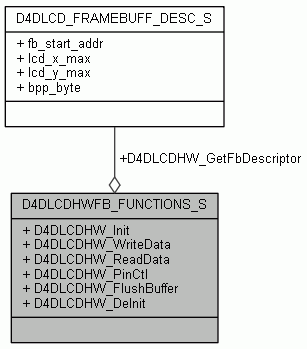 D4DLCD_FRAMEBUFF_DESC_S
+ fb_start_addr
+ lcd_x_max
+ lcd_y_max
+ bpp_byte
+D4DLCDHW_GetFbDescriptor
D4DLCDHWFB_FUNCTIONS_S
+ D4DLCDHW_Init
+ D4DLCDHW_WriteData
+ D4DLCDHW_ReadData
+ D4DLCDHW_PinCtl
+ D4DLCDHW_FlushBuffer
+ D4DLCDHW_DeInit